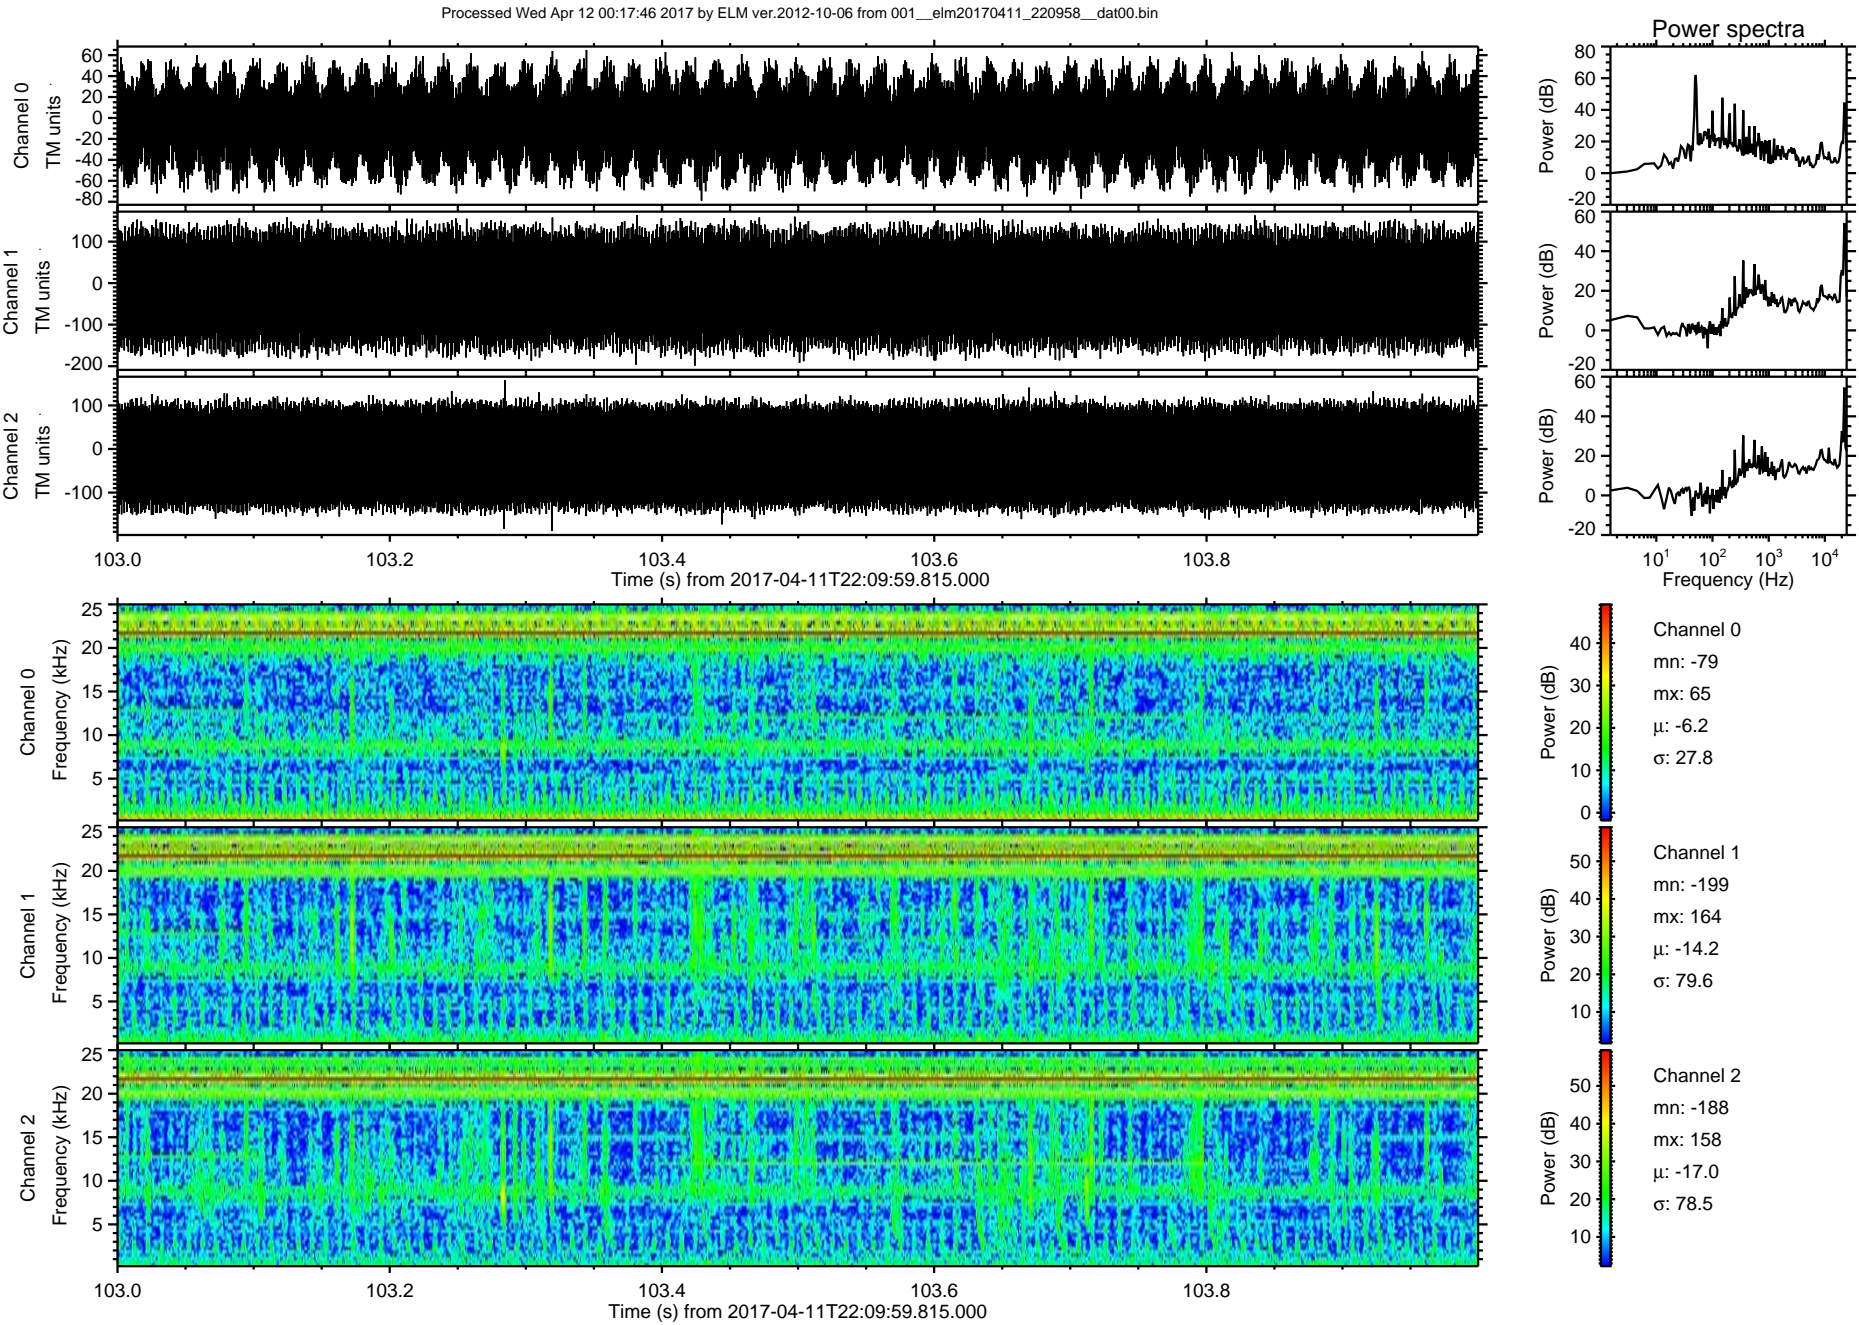 Processed Wed Apr 12 00:17:46 2017 by ELM ver.2012-10-06 from 001__elm20170411_220958__dat00.bin
Power spectra
Channel 0
TM units
60
40
20
0
-20
-40
-60
-80
Power (dB)
80
60
40
20
0
-20
Channel 1
TM units
100
0
-100
-200
Power (dB)
60
40
20
0
-20
Channel 2
TM units
100
0
-100
Power (dB)
60
40
20
0
-20
103.0 103.2 103.4 103.6 103.8
Time (s) from 2017-04-11T22:09:59.815.000
10^1 10^2 10^3 10^4
Frequency (Hz)
Channel 0
Frequency (kHz)
25
20
15
10
5
Power (dB)
40
30
20
10
0
Channel 0
mn: -79
mx: 65
μ: -6.2
σ: 27.8
Channel 1
Frequency (kHz)
25
20
15
10
5
Power (dB)
50
40
30
20
10
Channel 1
mn: -199
mx: 164
μ: -14.2
σ: 79.6
Channel 2
Frequency (kHz)
25
20
15
10
5
Power (dB)
50
40
30
20
10
Channel 2
mn: -188
mx: 158
μ: -17.0
σ: 78.5
103.0 103.2 103.4 103.6 103.8
Time (s) from 2017-04-11T22:09:59.815.000